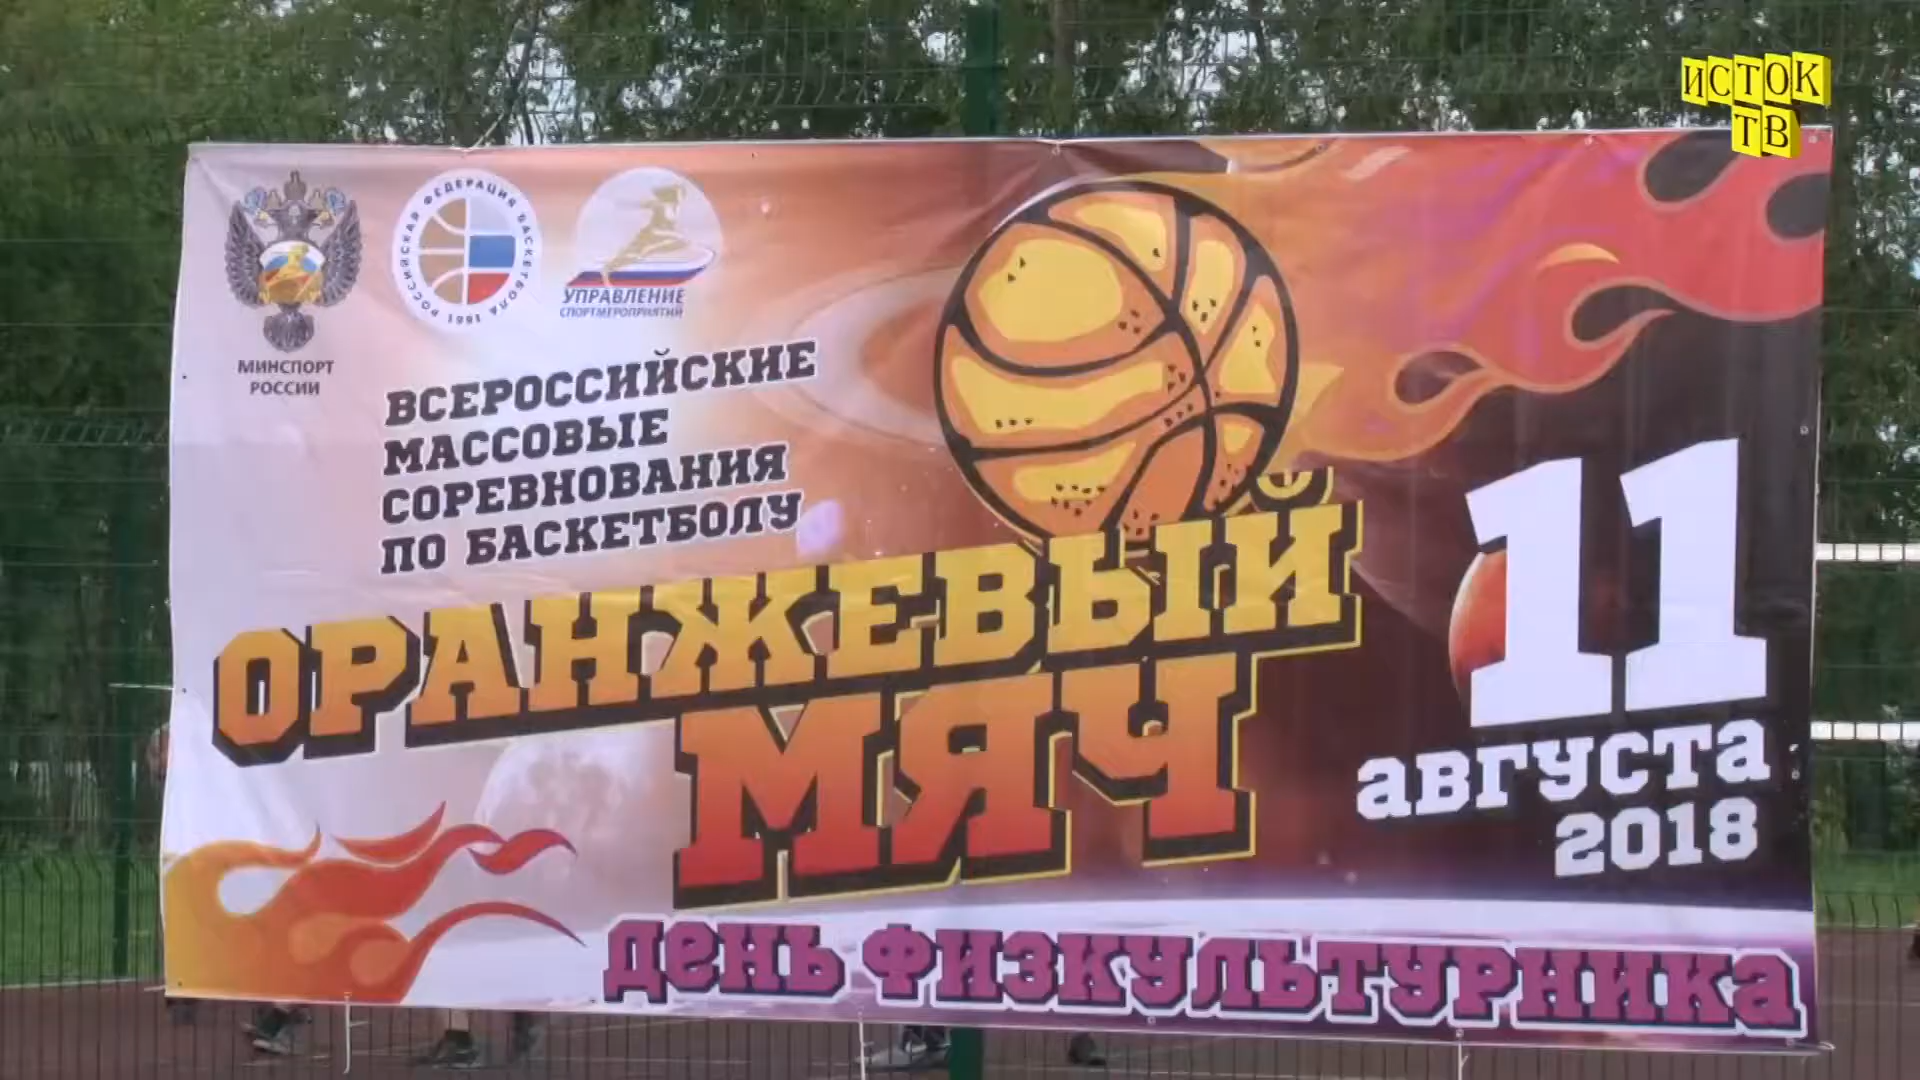 ИСТОК
ТВ
МИНСПОРТ
РОССИИ
РОССИЙСКАЯ ФЕДЕРАЦИЯ БАСКЕТБОЛА 1991
УПРАВЛЕНИЕ
СПОРТМЕРОПРИЯТИЙ
ВСЕРОССИЙСКИЕ
МАССОВЫЕ
СОРЕВНОВАНИЯ
ПО БАСКЕТБОЛУ
ОРАНЖЕВЫЙ
МЯЧ
11
АВГУСТА
2018
ДЕНЬ ФИЗКУЛЬТУРНИКА